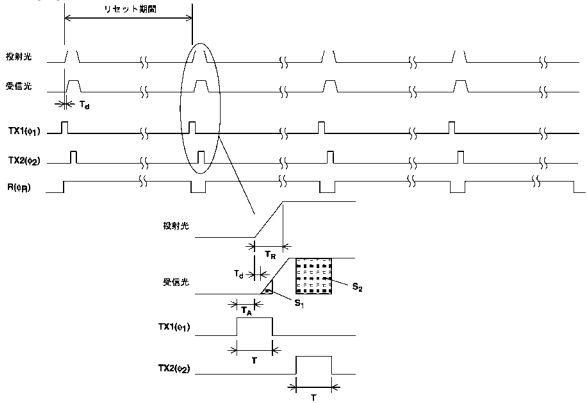 リセット期間
投射光
受信光
Td
TX1(φ1)
TX2(φ2)
R(φR)
投射光
TR
Td
受信光
S1
S2
TA
TX1(φ1)
T
TX2(φ2)
T